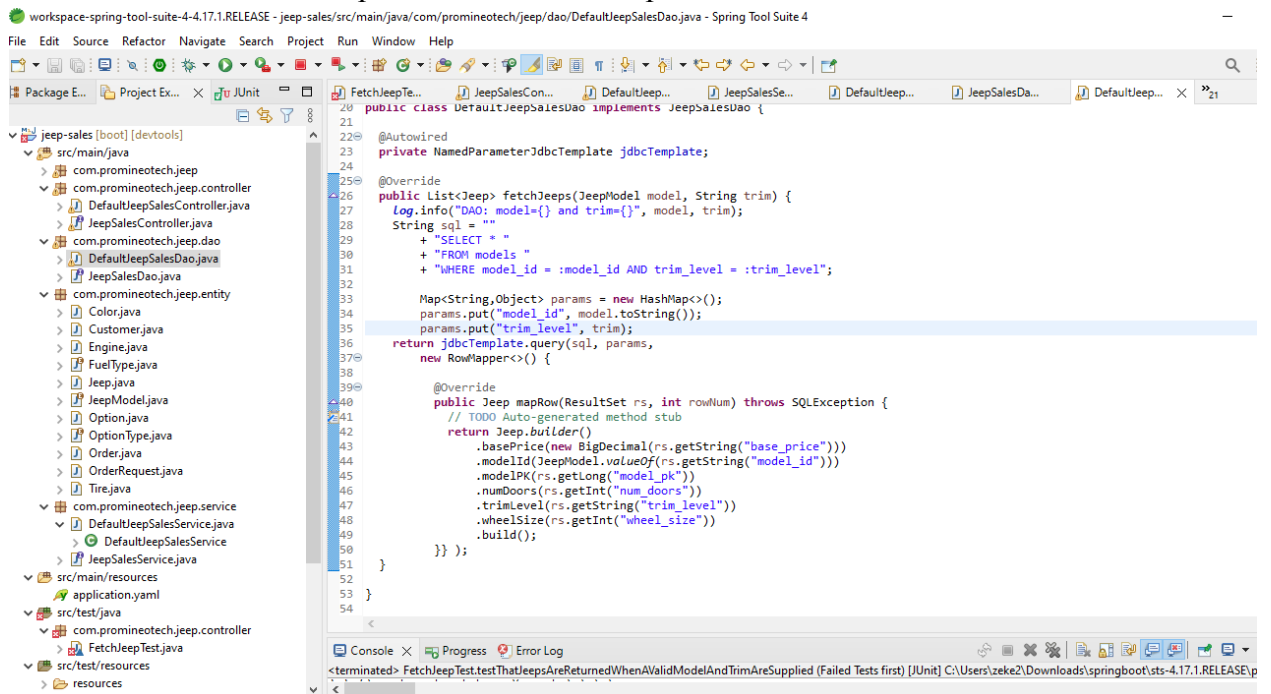 workspace-spring-tool-suite-4-4.17.1.RELEASE - jeep-sales/src/main/java/com/promineotech/jeep/dao/DefaultJeepSalesDao.java - Spring Tool Suite 4
File Edit Source Refactor Navigate Search Project Run Window Help
Package E... Project Ex... JUnit
FetchJeepTe... JeepSalesCon... DefaultJeep... JeepSalesSe... DefaultJeep... JeepSalesDa... DefaultJeep... »21
jeep-sales [boot] [devtools]
src/main/java
com.promineotech.jeep
com.promineotech.jeep.controller
DefaultJeepSalesController.java
JeepSalesController.java
com.promineotech.jeep.dao
DefaultJeepSalesDao.java
JeepSalesDao.java
com.promineotech.jeep.entity
Color.java
Customer.java
Engine.java
FuelType.java
Jeep.java
JeepModel.java
Option.java
OptionType.java
Order.java
OrderRequest.java
Tire.java
com.promineotech.jeep.service
DefaultJeepSalesService.java
DefaultJeepSalesService
JeepSalesService.java
src/main/resources
application.yaml
src/test/java
com.promineotech.jeep.controller
FetchJeepTest.java
src/test/resources
resources
20 public class DefaultJeepSalesDao implements JeepSalesDao {
21
22 @Autowired
23 private NamedParameterJdbcTemplate jdbcTemplate;
24
25 @Override
26 public List<Jeep> fetchJeeps(JeepModel model, String trim) {
27 log.info("DAO: model={} and trim={}", model, trim);
28 String sql = ""
29 + "SELECT * "
30 + "FROM models "
31 + "WHERE model_id = :model_id AND trim_level = :trim_level";
32
33 Map<String,Object> params = new HashMap<>();
34 params.put("model_id", model.toString());
35 params.put("trim_level", trim);
36 return jdbcTemplate.query(sql, params,
37 new RowMapper<>() {
38
39 @Override
40 public Jeep mapRow(ResultSet rs, int rowNum) throws SQLException {
41 // TODO Auto-generated method stub
42 return Jeep.builder()
43 .basePrice(new BigDecimal(rs.getString("base_price")))
44 .modelId(JeepModel.valueOf(rs.getString("model_id")))
45 .modelPK(rs.getLong("model_pk"))
46 .numDoors(rs.getInt("num_doors"))
47 .trimLevel(rs.getString("trim_level"))
48 .wheelSize(rs.getInt("wheel_size"))
49 .build();
50 }} );
51 }
52
53 }
54
Console Progress Error Log
<terminated> FetchJeepTest.testThatJeepsAreReturnedWhenAValidModelAndTrimAreSupplied (Failed Tests first) [JUnit] C:\Users\zeke2\Downloads\springboot\sts-4.17.1.RELEASE\p